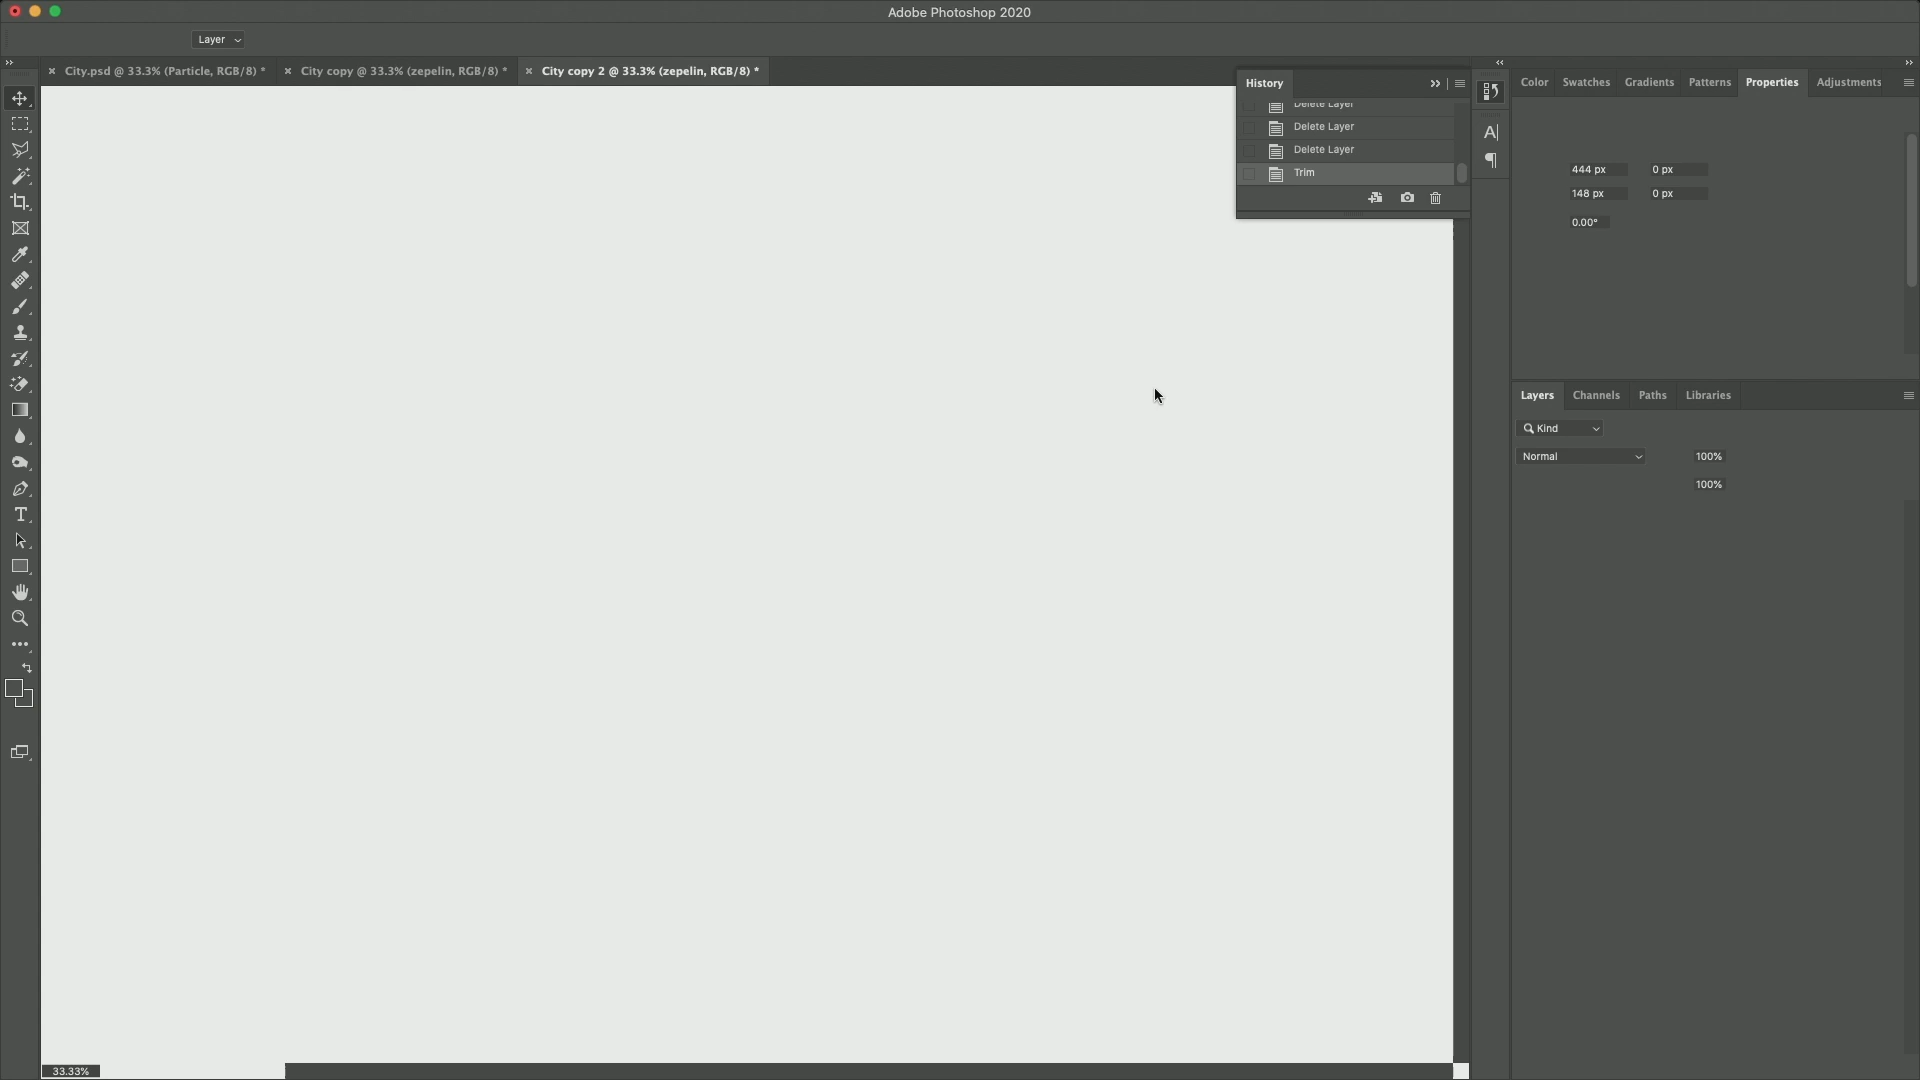 Adobe Photoshop 2020
Layer
City.psd @ 33.3% (Particle, RGB/8) *
City copy @ 33.3% (zepelin, RGB/8) *
City copy 2 @ 33.3% (zepelin, RGB/8) *
History
Delete Layer
Delete Layer
Delete Layer
Trim
Color
Swatches
Gradients
Patterns
Properties
Adjustments
444 px
0 px
148 px
0 px
0.00°
Layers
Channels
Paths
Libraries
Kind
Normal
100%
100%
33.33%